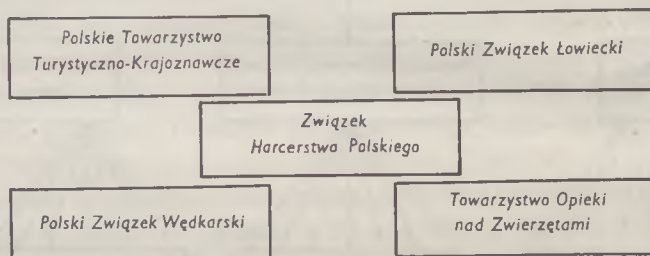 Polskie Towarzystwo
Turystyczno-Krajoznawcze
Polski Związek Łowiecki
Związek
Harcerstwa Polskiego
Polski Związek Wędkarski
Towarzystwo Opieki
nad Zwierzętami